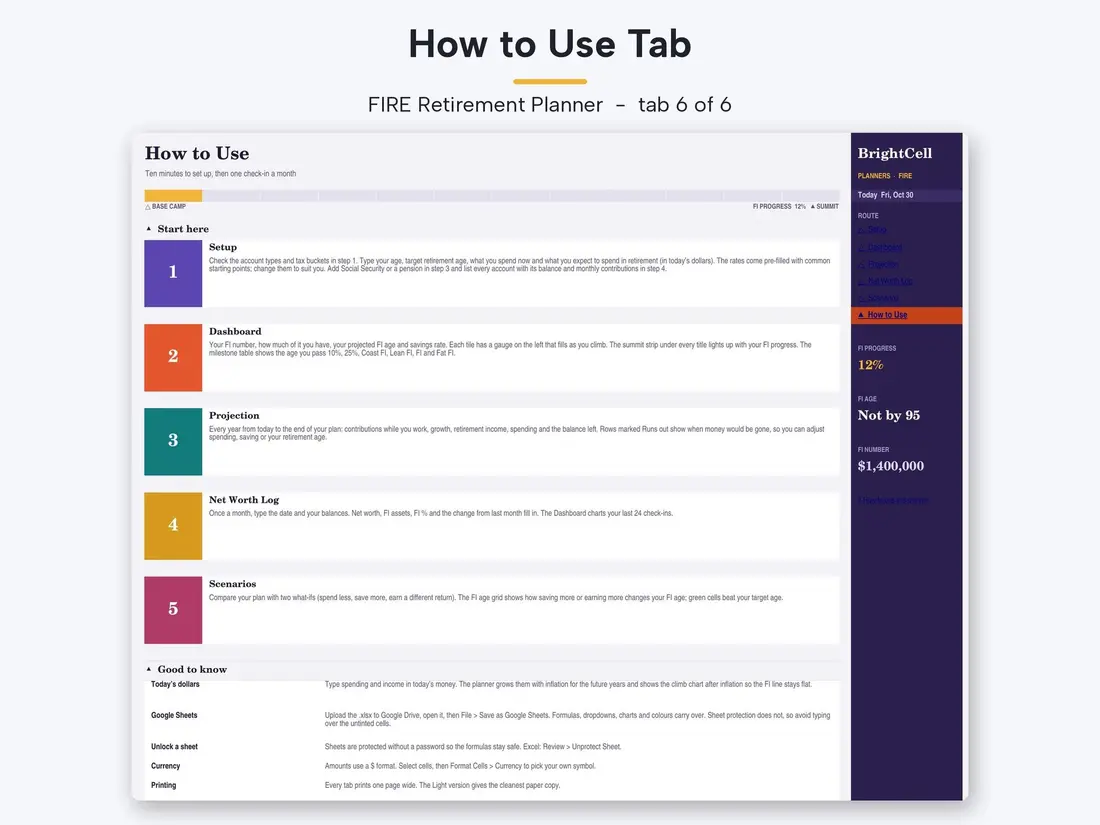 How to Use Tab
FIRE Retirement Planner - tab 6 of 6
How to Use
Ten minutes to set up, then one check-in a month
△ BASE CAMP
FI PROGRESS 12% ▲ SUMMIT
▲ Start here
1
Setup
Check the account types and tax buckets in step 1. Type your age, target retirement age, what you spend now and what you expect to spend in retirement (in today's dollars). The rates come pre-filled with common
starting points; change them to suit you. Add Social Security or a pension in step 3 and list every account with its balance and monthly contributions in step 4.
2
Dashboard
Your FI number, how much of it you have, your projected FI age and savings rate. Each tile has a gauge on the left that fills as you climb. The summit strip under every title lights up with your FI progress. The
milestone table shows the age you pass 10%, 25%, Coast FI, Lean FI, FI and Fat FI.
3
Projection
Every year from today to the end of your plan: contributions while you work, growth, retirement income, spending and the balance left. Rows marked Runs out show when money would be gone, so you can adjust
spending, saving or your retirement age.
4
Net Worth Log
Once a month, type the date and your balances. Net worth, FI assets, FI % and the change from last month fill in. The Dashboard charts your last 24 check-ins.
5
Scenarios
Compare your plan with two what-ifs (spend less, save more, earn a different return). The FI age grid shows how saving more or earning more changes your FI age; green cells beat your target age.
▲ Good to know
Today's dollars
Type spending and income in today's money. The planner grows them with inflation for the future years and shows the climb chart after inflation so the FI line stays flat.
Google Sheets
Upload the .xlsx to Google Drive, open it, then File > Save as Google Sheets. Formulas, dropdowns, charts and colours carry over. Sheet protection does not, so avoid typing
over the untinted cells.
Unlock a sheet
Sheets are protected without a password so the formulas stay safe. Excel: Review > Unprotect Sheet.
Currency
Amounts use a $ format. Select cells, then Format Cells > Currency to pick your own symbol.
Printing
Every tab prints one page wide. The Light version gives the cleanest paper copy.
BrightCell
PLANNERS · FIRE
Today Fri, Oct 30
ROUTE
△ Setup
△ Dashboard
△ Projection
△ Net Worth Log
△ Scenarios
▲ How to Use
FI PROGRESS
12%
FI AGE
Not by 95
FI NUMBER
$1,400,000